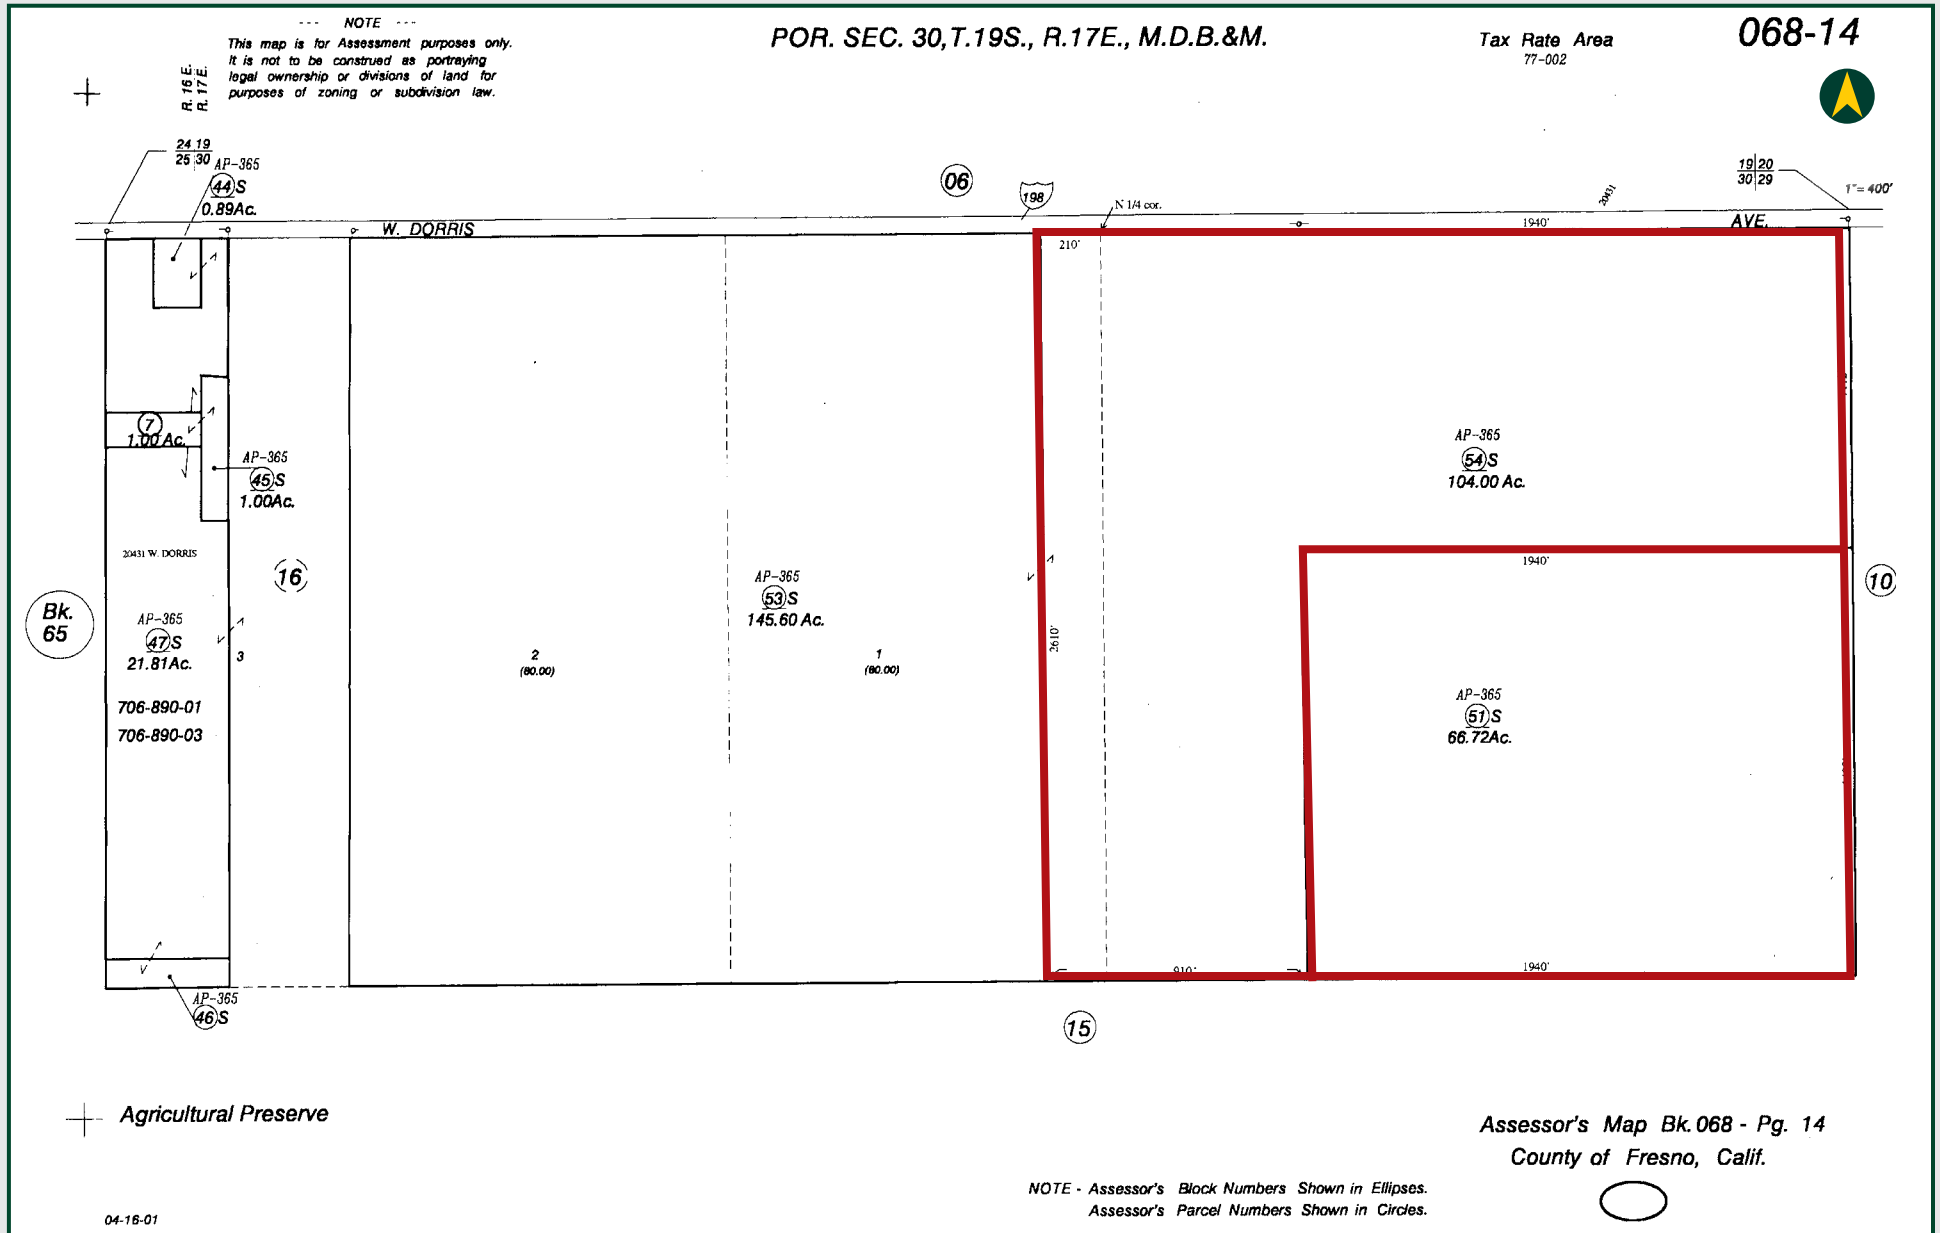 --- NOTE ---
This map is for Assessment purposes only.
It is not to be construed as portraying
legal ownership or divisions of land for
purposes of zoning or subdivision law.
R. 16 E.
R. 17 E.
POR. SEC. 30, T.19S., R.17E., M.D.B.&M.
Tax Rate Area
77-002
068-14
24 19
25 30
AP-365
44 S
0.89Ac.
06
198
N 1/4 cor.
20431
19 20
30 29
1"= 400'
W. DORRIS
AVE.
1940'
210'
7
1.00 Ac.
AP-365
45 S
1.00Ac.
AP-365
54 S
104.00 Ac.
20431 W. DORRIS
16
1940'
10
Bk.
65
AP-365
53 S
145.60 Ac.
AP-365
47 S
21.81Ac.
2610'
3
2
(80.00)
1
(80.00)
AP-365
51 S
66.72Ac.
706-890-01
706-890-03
910'
1940'
AP-365
46 S
15
Agricultural Preserve
Assessor's Map Bk. 068 - Pg. 14
County of Fresno, Calif.
NOTE - Assessor's Block Numbers Shown in Ellipses.
Assessor's Parcel Numbers Shown in Circles.
04-16-01